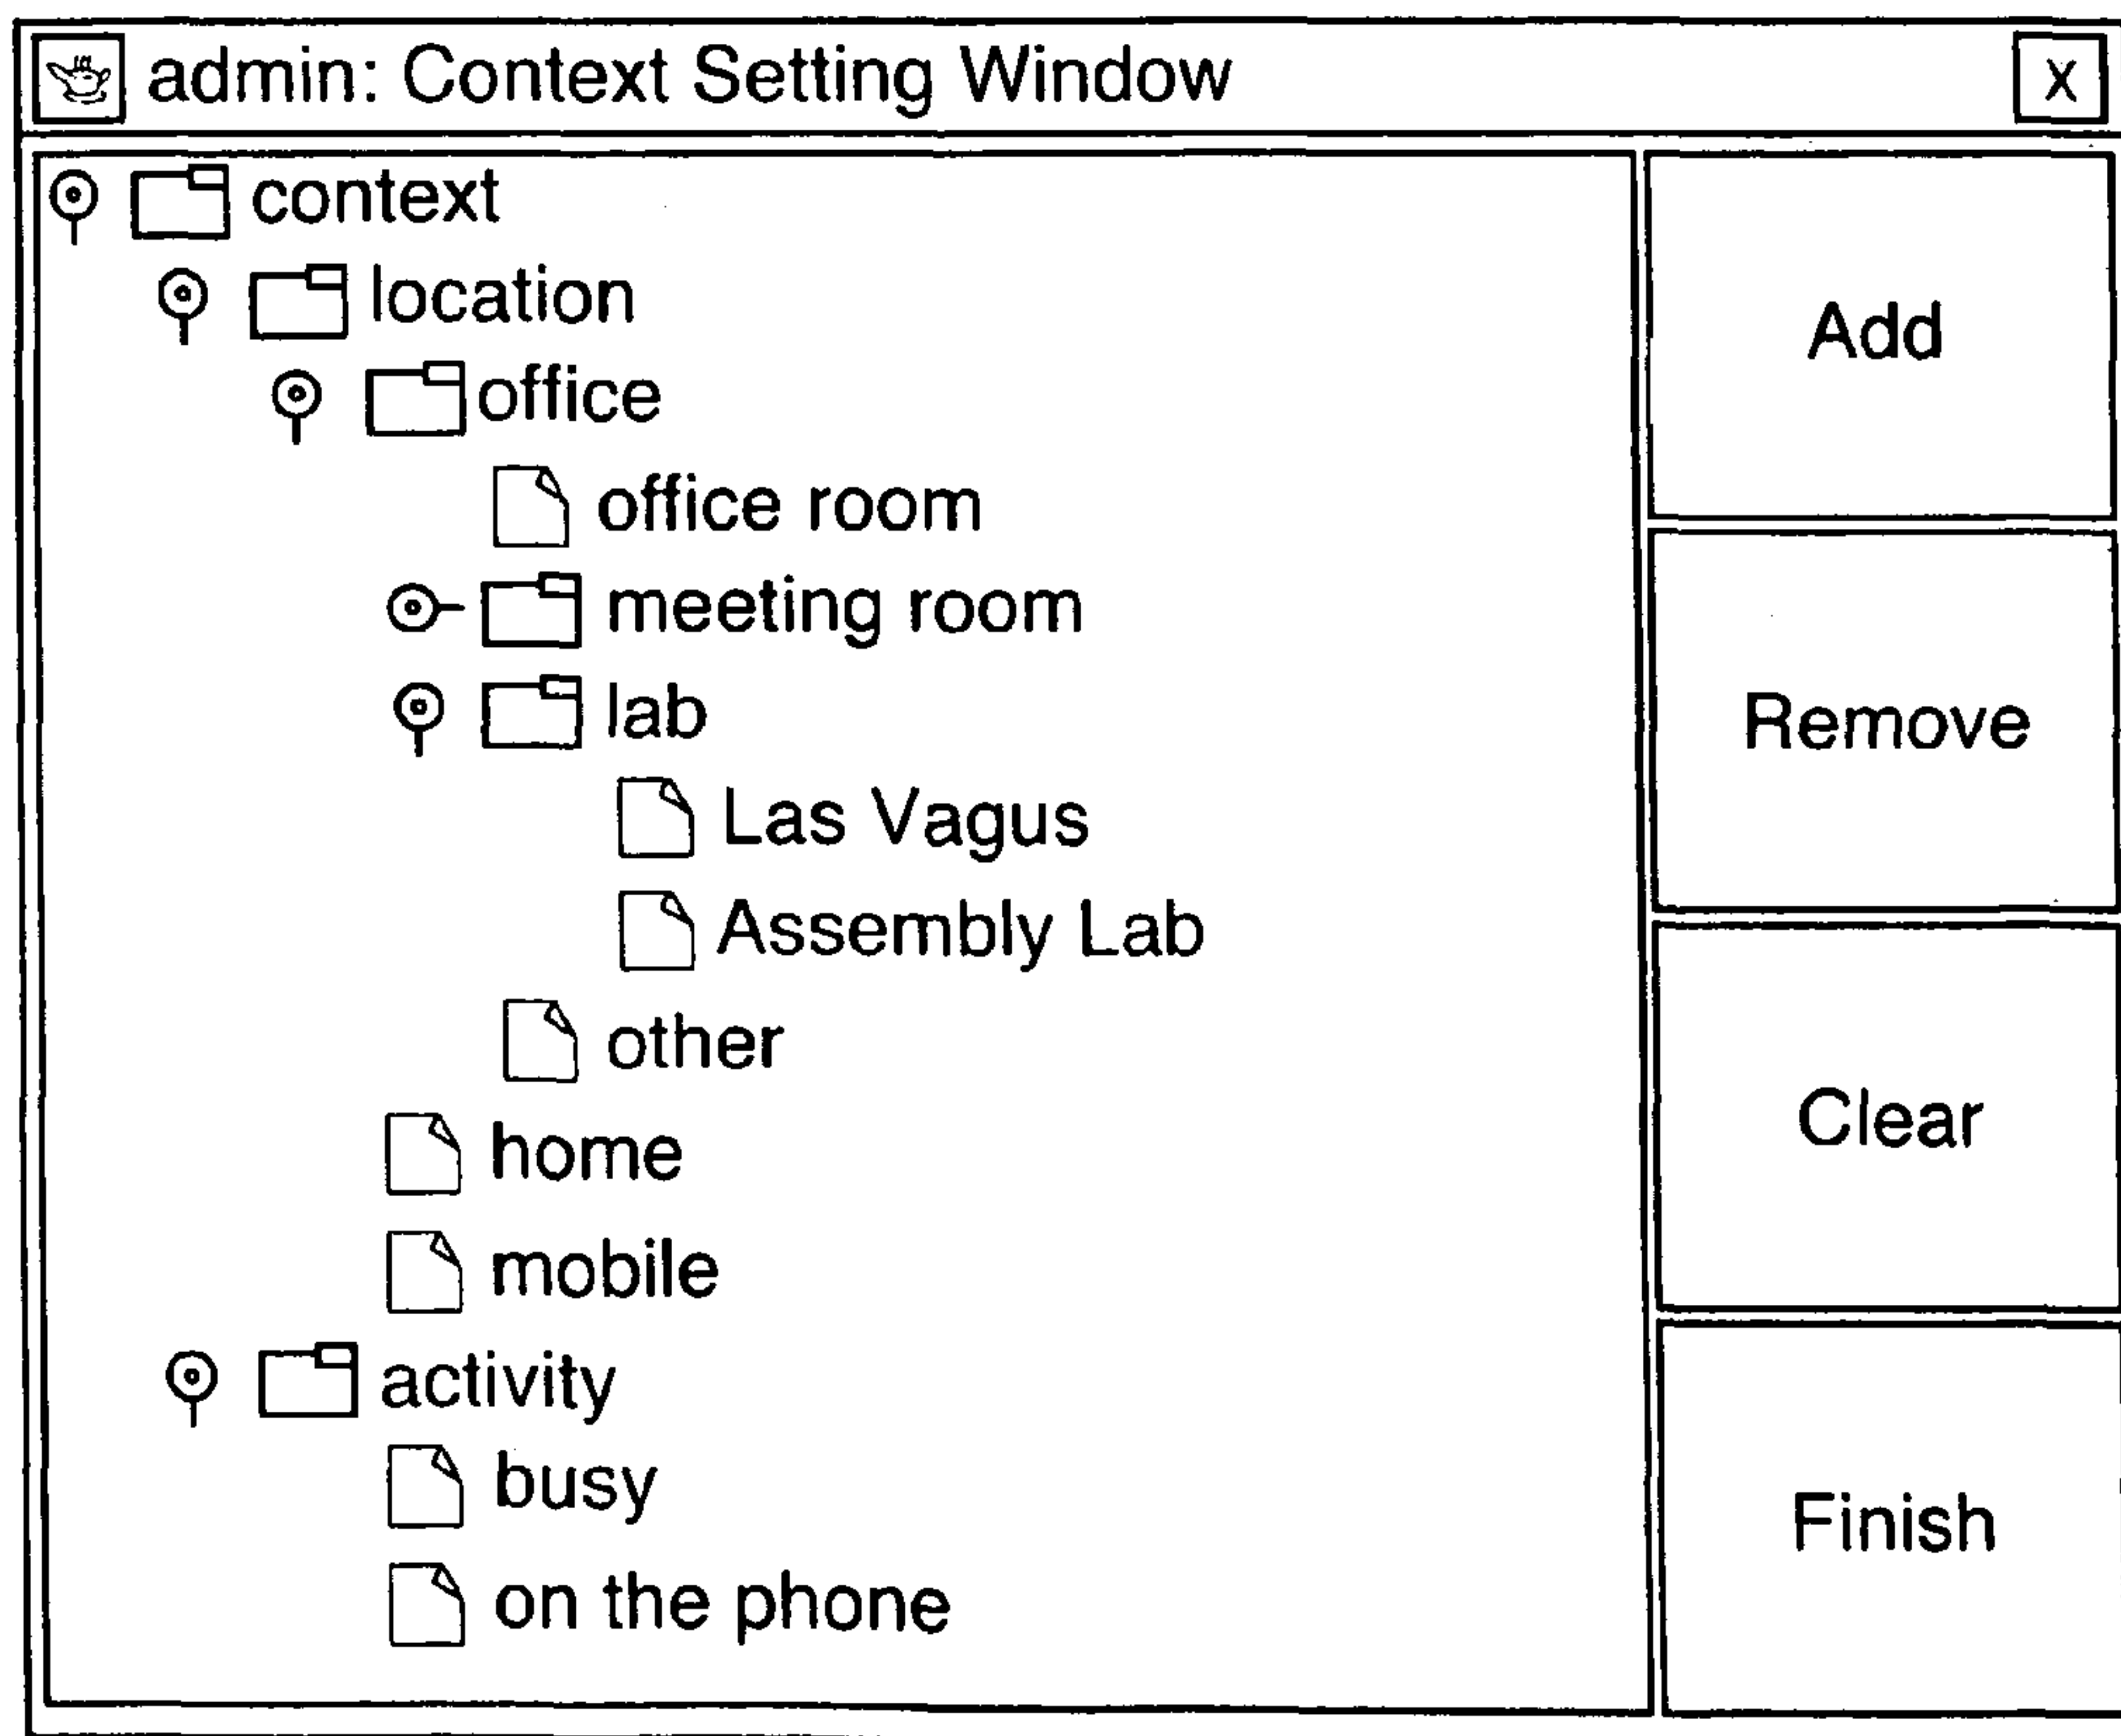 admin: Context Setting Window X
context
location
office
office room
meeting room
lab
Las Vagus
Assembly Lab
other
home
mobile
activity
busy
on the phone
Add
Remove
Clear
Finish